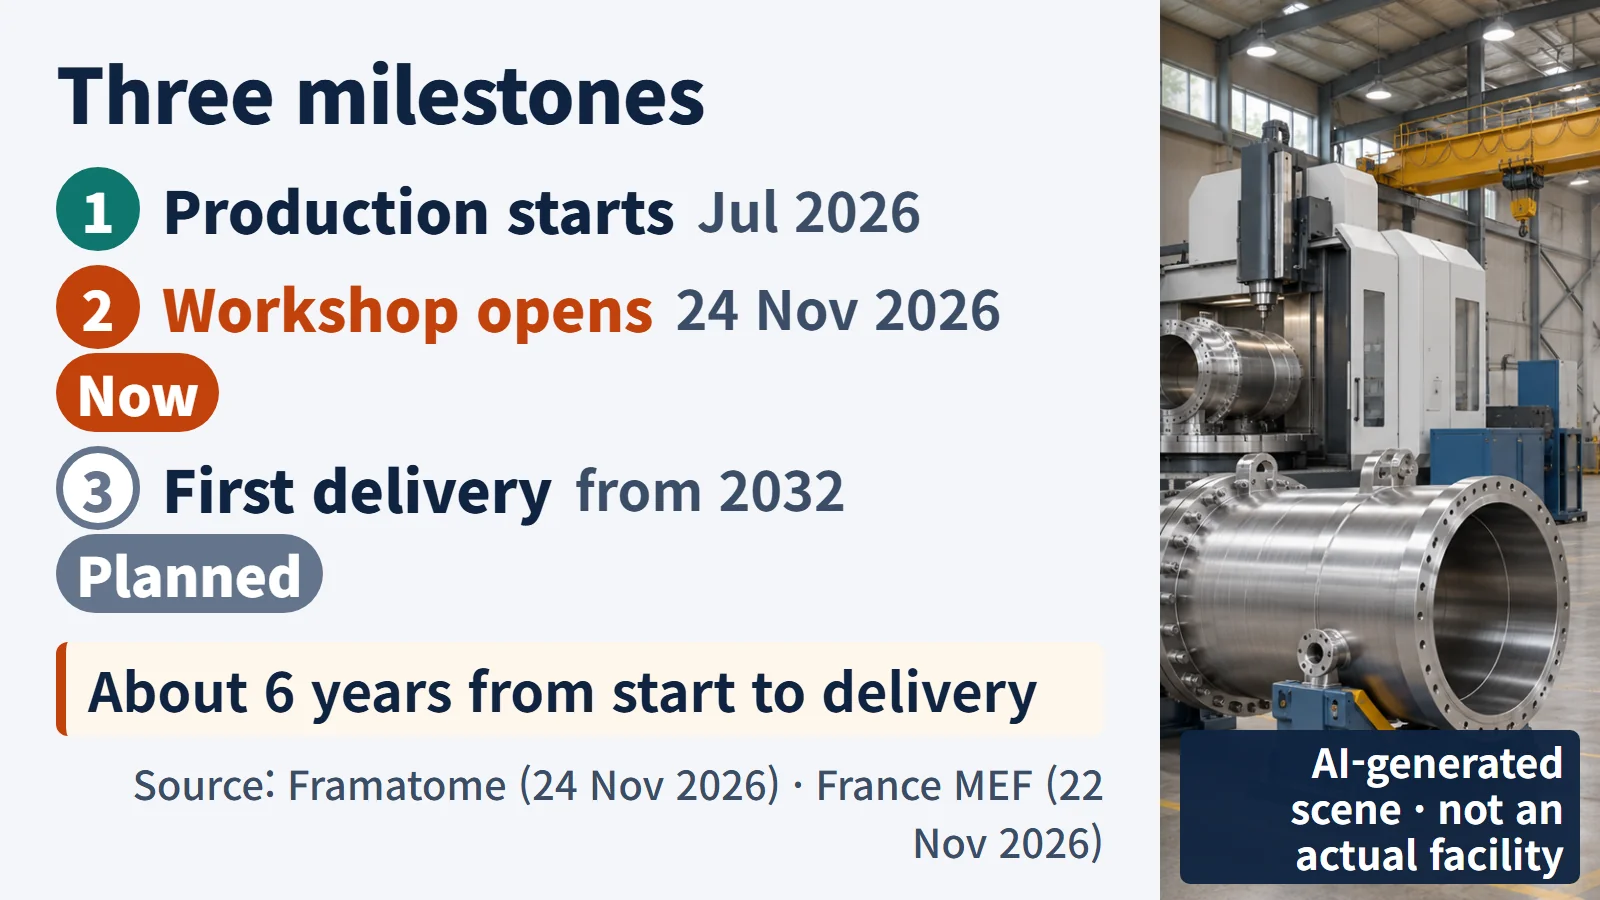 Three milestones
1 Production starts Jul 2026
2 Workshop opens 24 Nov 2026
Now
3 First delivery from 2032
Planned
About 6 years from start to delivery
Source: Framatome (24 Nov 2026) · France MEF (22
Nov 2026)
AI-generated
scene · not an
actual facility